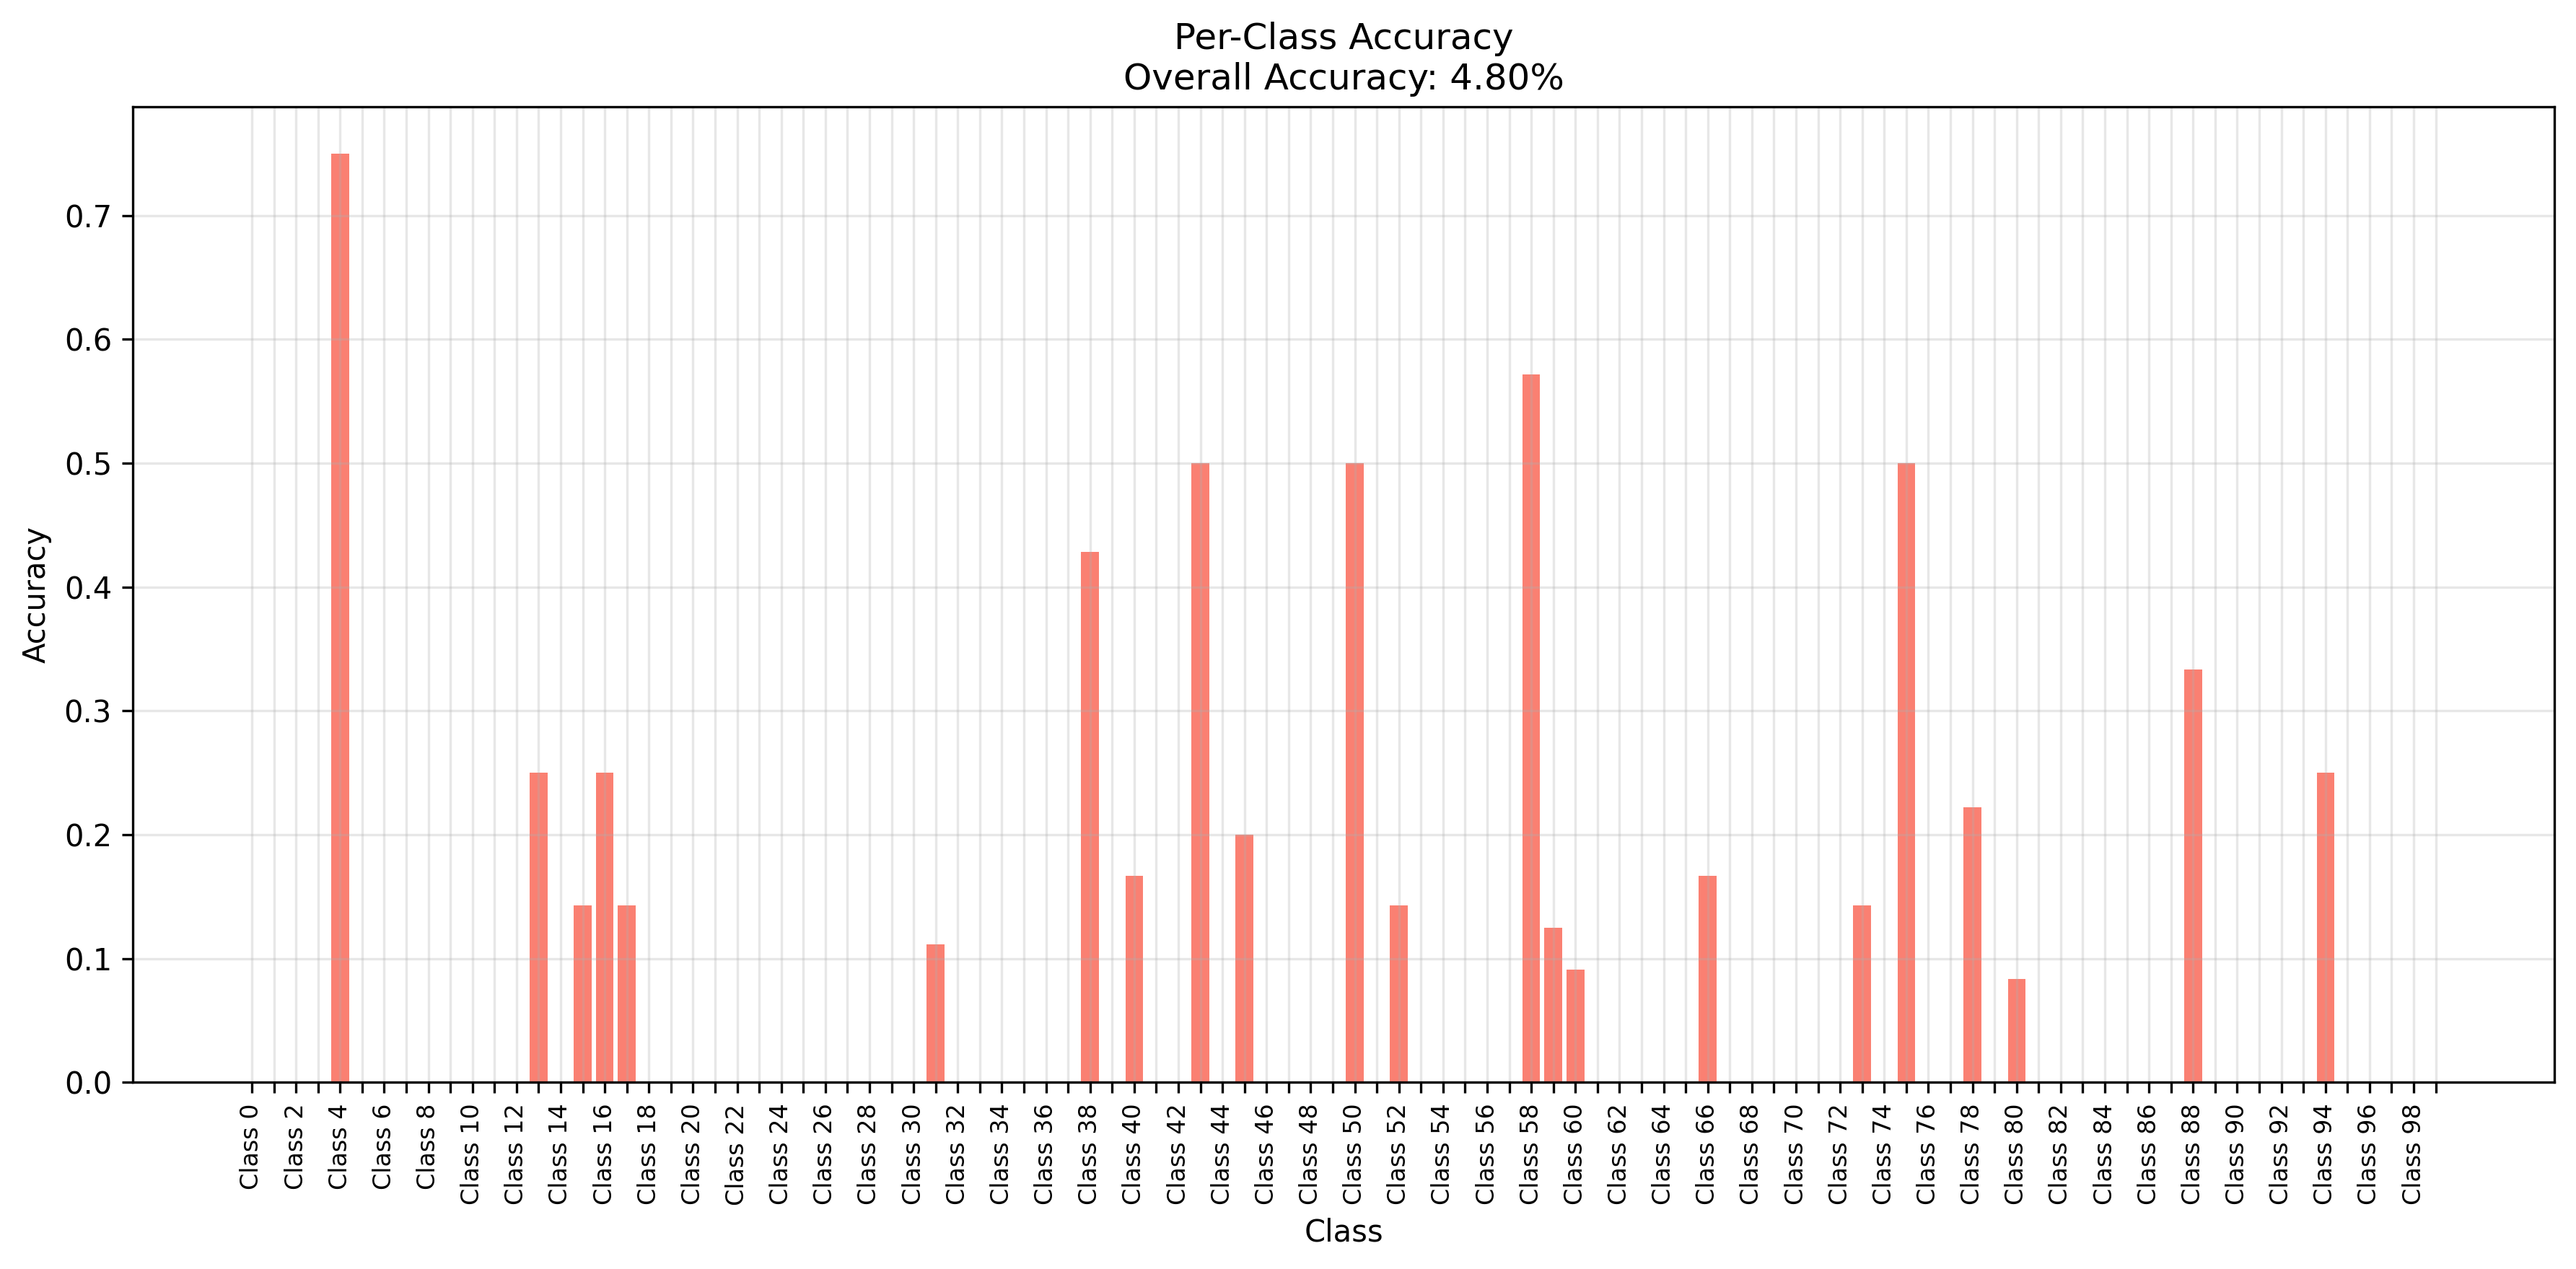 Per-Class Accuracy
Overall Accuracy: 4.80%
Accuracy
0.7
0.6
0.5
0.4
0.3
0.2
0.1
0.0
Class 0
Class 2
Class 4
Class 6
Class 8
Class 10
Class 12
Class 14
Class 16
Class 18
Class 20
Class 22
Class 24
Class 26
Class 28
Class 30
Class 32
Class 34
Class 36
Class 38
Class 40
Class 42
Class 44
Class 46
Class 48
Class 50
Class 52
Class 54
Class 56
Class 58
Class 60
Class 62
Class 64
Class 66
Class 68
Class 70
Class 72
Class 74
Class 76
Class 78
Class 80
Class 82
Class 84
Class 86
Class 88
Class 90
Class 92
Class 94
Class 96
Class 98
Class